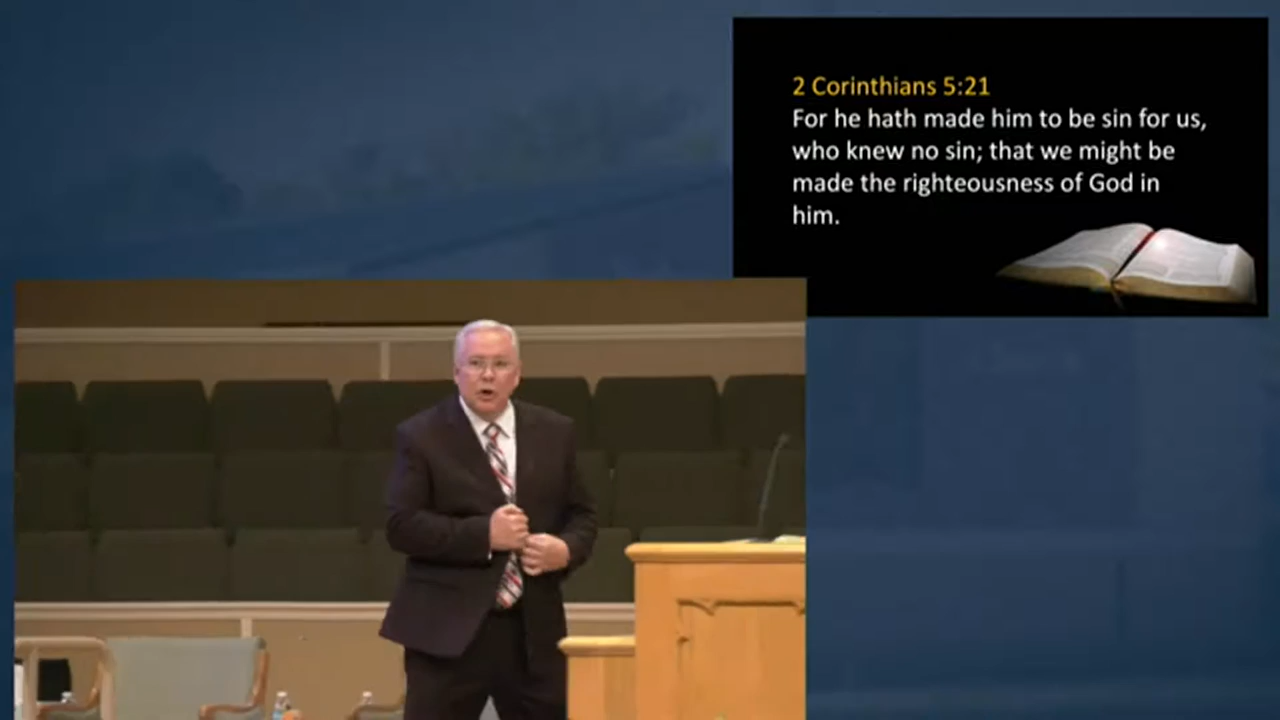 2 Corinthians 5:21
For he hath made him to be sin for us,
who knew no sin; that we might be
made the righteousness of God in
him.